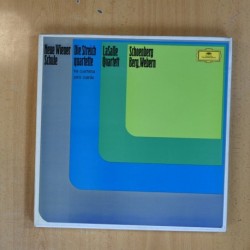 Neue Wiener
Schule
Die Streich
quartette
LaSalle
Quartett
Schoenberg
Berg, Webern